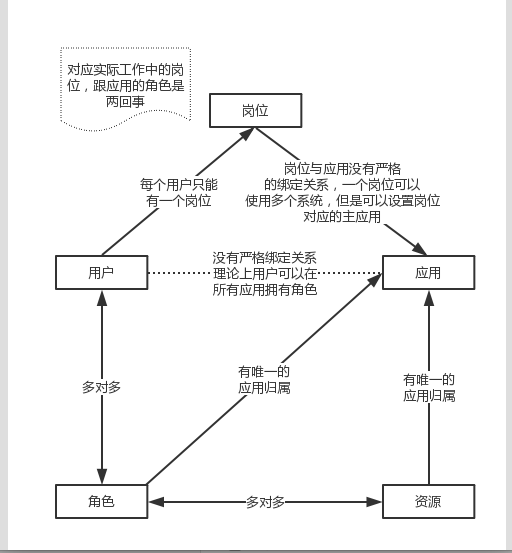 对应实际工作中的岗
位，跟应用的角色是
两回事
岗位
每个用户只能
有一个岗位
岗位与应用没有严格
的绑定关系，一个岗位可以
使用多个系统，但是可以设置岗位
对应的主应用
用户
没有严格绑定关系
理论上用户可以在
所有应用拥有角色
应用
多对多
有唯一的
应用归属
有唯一的
应用归属
角色
多对多
资源